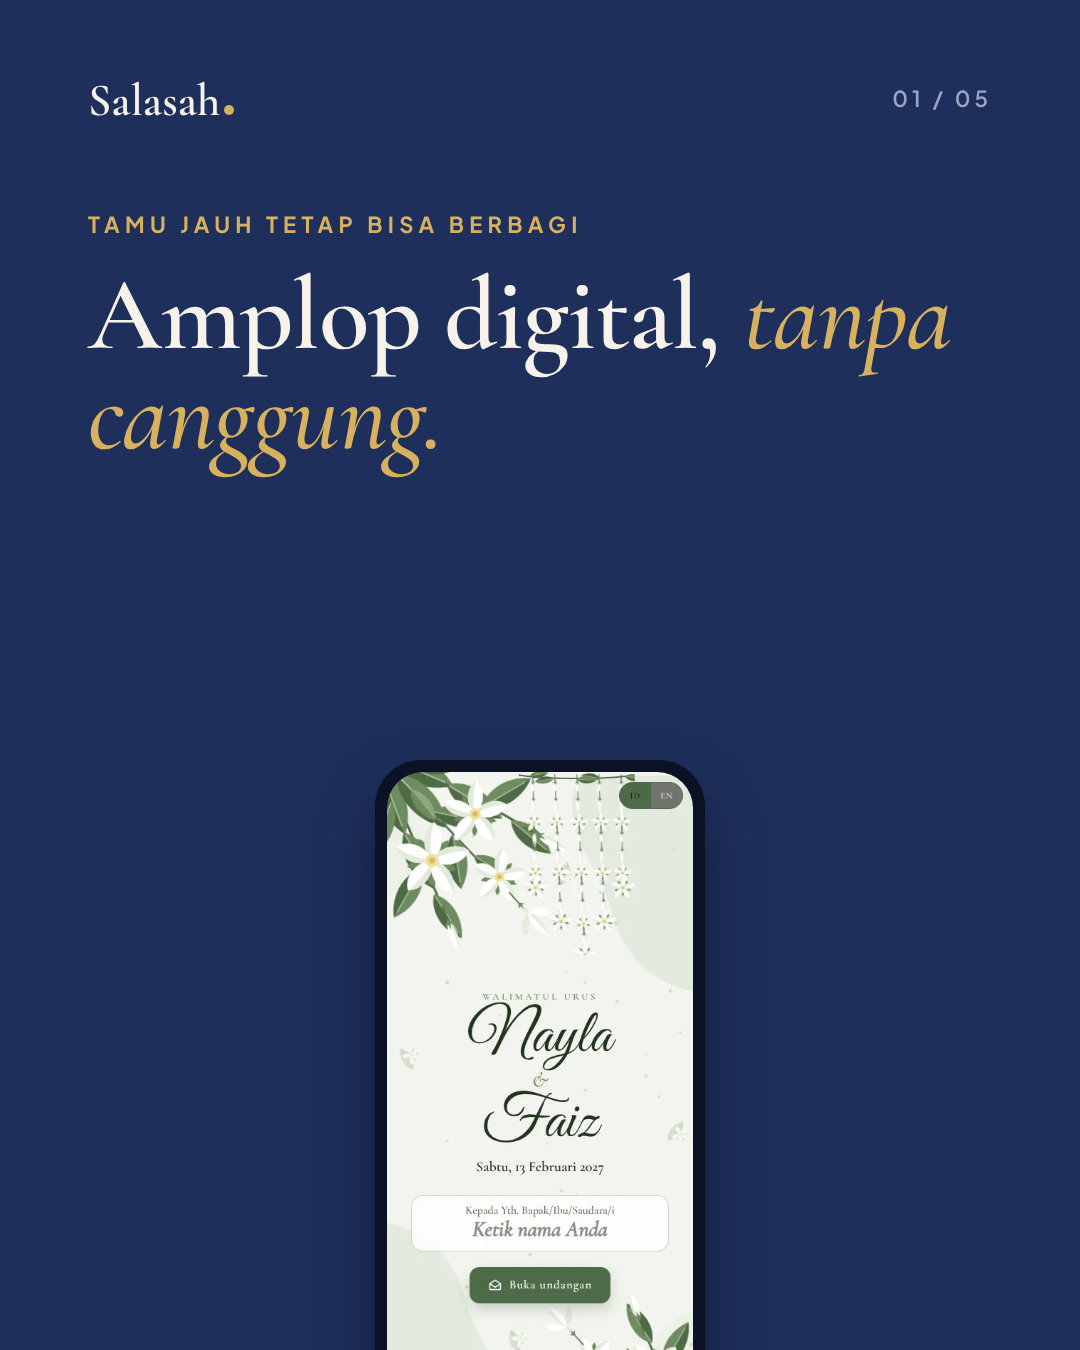 Salasah.
01 / 05
TAMU JAUH TETAP BISA BERBAGI
Amplop digital, tanpa
canggung.
ID EN
WALIMATUL URUS
Nayla
&
Faiz
Sabtu, 13 Februari 2027
Kepada Yth. Bapak/Ibu/Saudara/i
Ketik nama Anda
Buka undangan